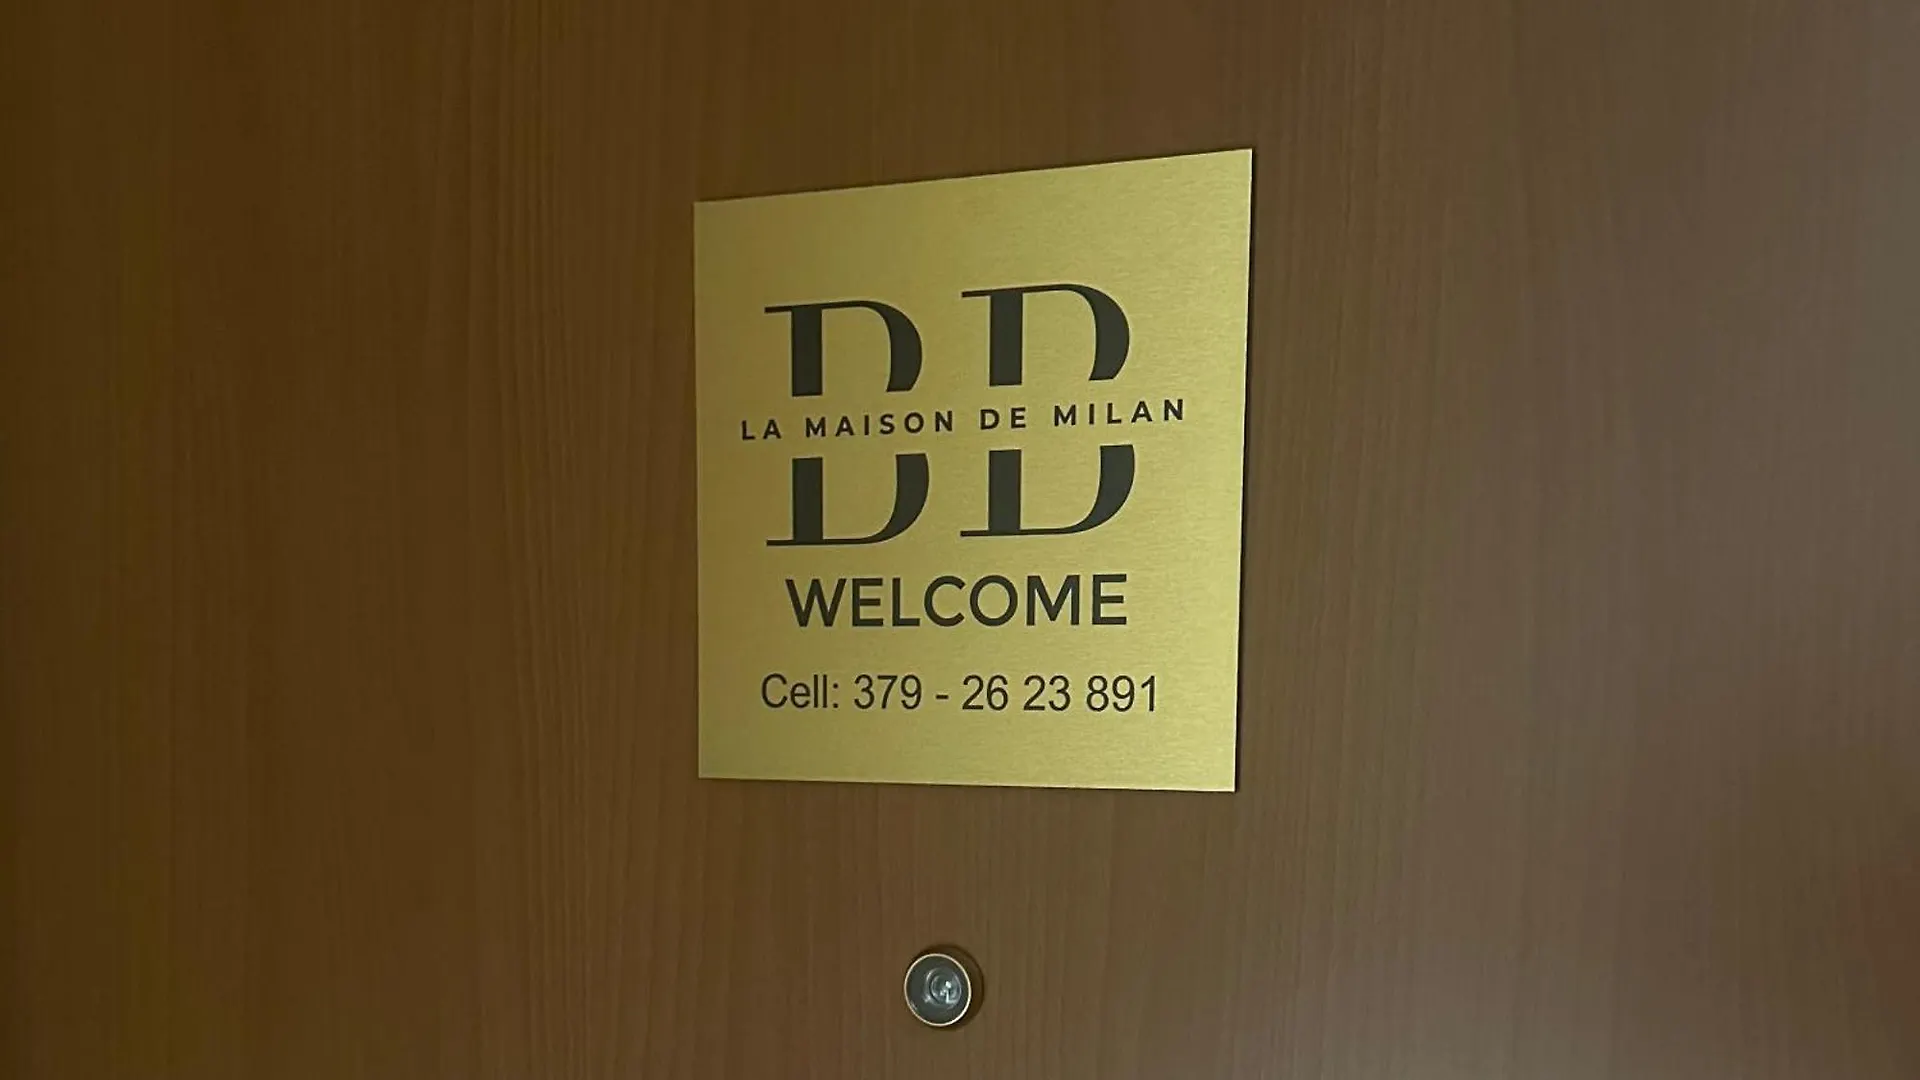 BB
LA MAISON DE MILAN
WELCOME
Cell: 379 - 26 23 891